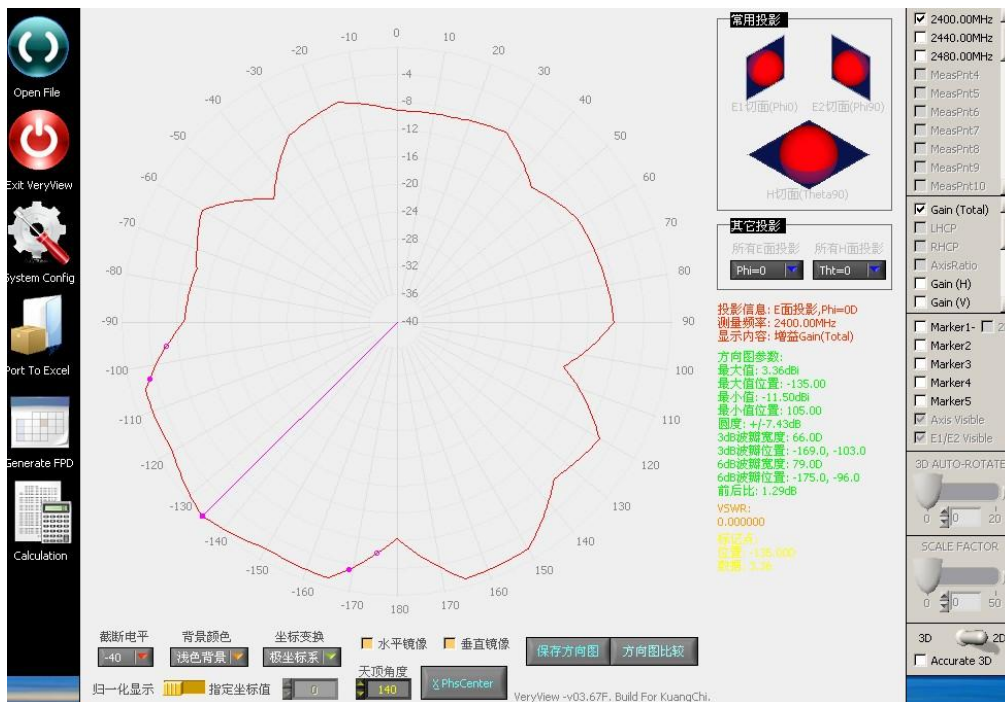 Open File
Exit VeryView
System Config
Port To Excel
Generate FPD
Calculation
0
-10
10
-20
20
-30
30
-40
40
-50
50
-60
60
-70
70
-80
80
-90
90
-100
100
-110
110
-120
120
-130
130
-140
140
-150
150
-160
160
-170
170
180
-4
-8
-12
-16
-20
-24
-28
-32
-36
-40
常用投影
E1切面(Phi0)
E2切面(Phi90)
H切面(Theta90)
其它投影
所有E面投影
所有H面投影
Phi=0
Tht=0
投影信息: E面投影,Phi=0D
测量频率: 2400.00MHz
显示内容: 增益Gain(Total)
方向图参数:
最大值: 3.36dBi
最大值位置: -135.00
最小值: -11.50dBi
最小值位置: 105.00
圆度: +/-7.43dB
3dB波瓣宽度: 66.0D
3dB波瓣位置: -169.0, -103.0
6dB波瓣宽度: 79.0D
6dB波瓣位置: -175.0, -96.0
前后比: 1.29dB
VSWR:
0.000000
标记点:
位置: -135.000
数据: 3.36
2400.00MHz
2440.00MHz
2480.00MHz
MeasPnt4
MeasPnt5
MeasPnt6
MeasPnt7
MeasPnt8
MeasPnt9
MeasPnt10
Gain (Total)
LHCP
RHCP
AxisRatio
Gain (H)
Gain (V)
Marker1- 2
Marker2
Marker3
Marker4
Marker5
Axis Visible
E1/E2 Visible
3D AUTO-ROTATE
0 0 20
SCALE FACTOR
0 0 50
3D 2D
Accurate 3D
截断电平
背景颜色
坐标变换
-40
浅色背景
极坐标系
水平镜像
垂直镜像
保存方向图
方向图比较
归一化显示
指定坐标值
0
天顶角度
140
PhsCenter
VeryView -v03.67F. Build For KuangChi.